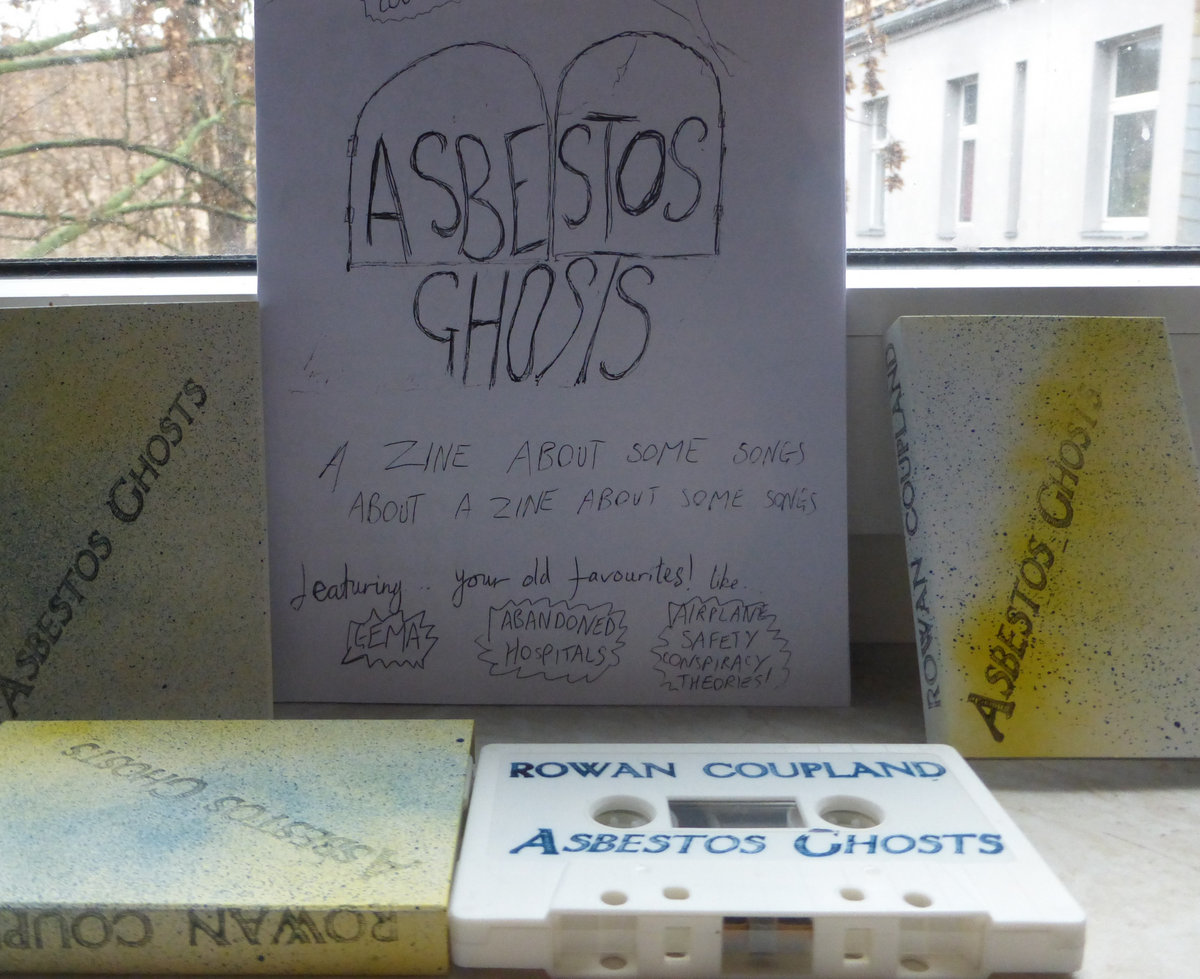 ASBESTOS
GHOSTS
A ZINE ABOUT SOME SONGS
ABOUT A ZINE ABOUT SOME SONGS
featuring.. your old favourites! like..
GEMA
ABANDONED
HOSPITALS
AIRPLANE
SAFETY
CONSPIRACY
THEORIES!
ASBESTOS GHOSTS
ROWAN COUPLAND
ASBESTOS GHOSTS
ASBESTOS GHOSTS
ROWAN COUP
ROWAN COUPLAND
ASBESTOS GHOSTS